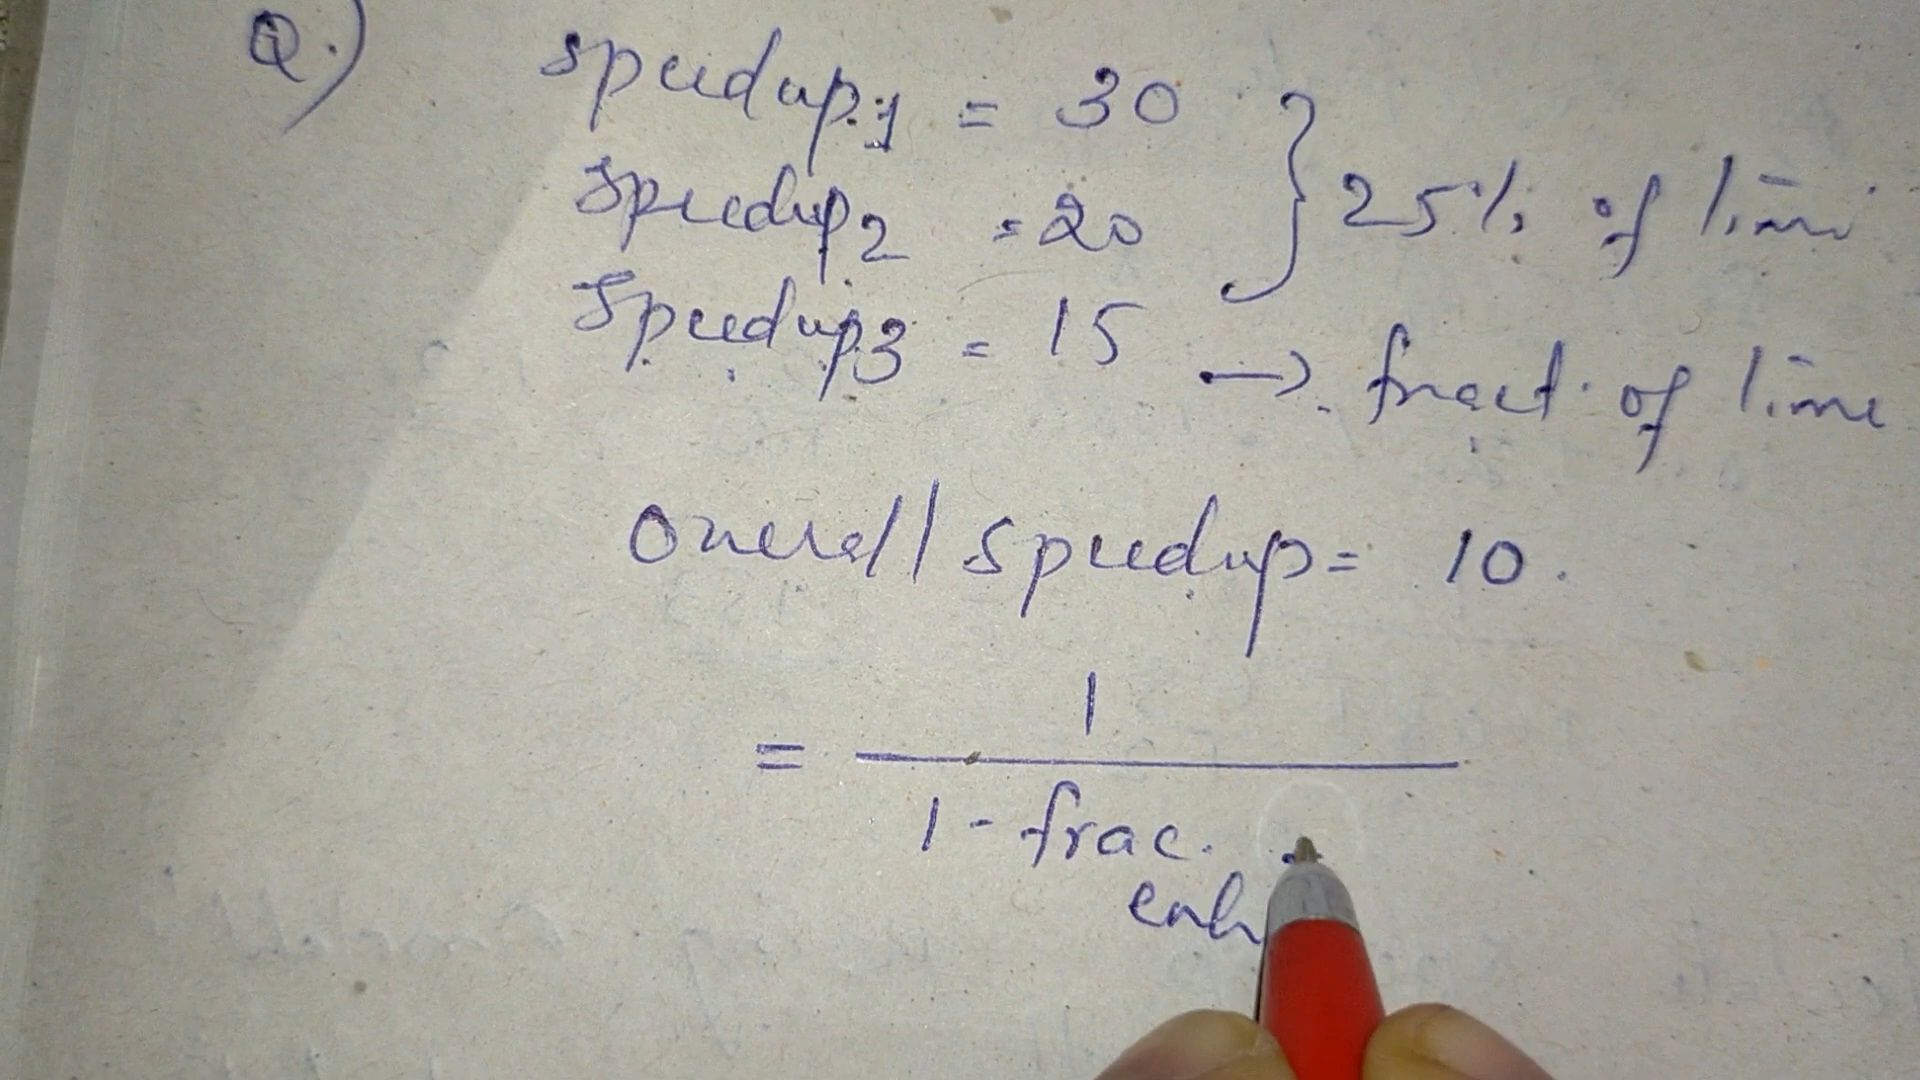 Q.) speedup1 = 30
speedup2 = 20 } 25% of time
speedup3 = 15 → fract. of time
Overall speedup = 10.
= 1
1 - frac.
enh